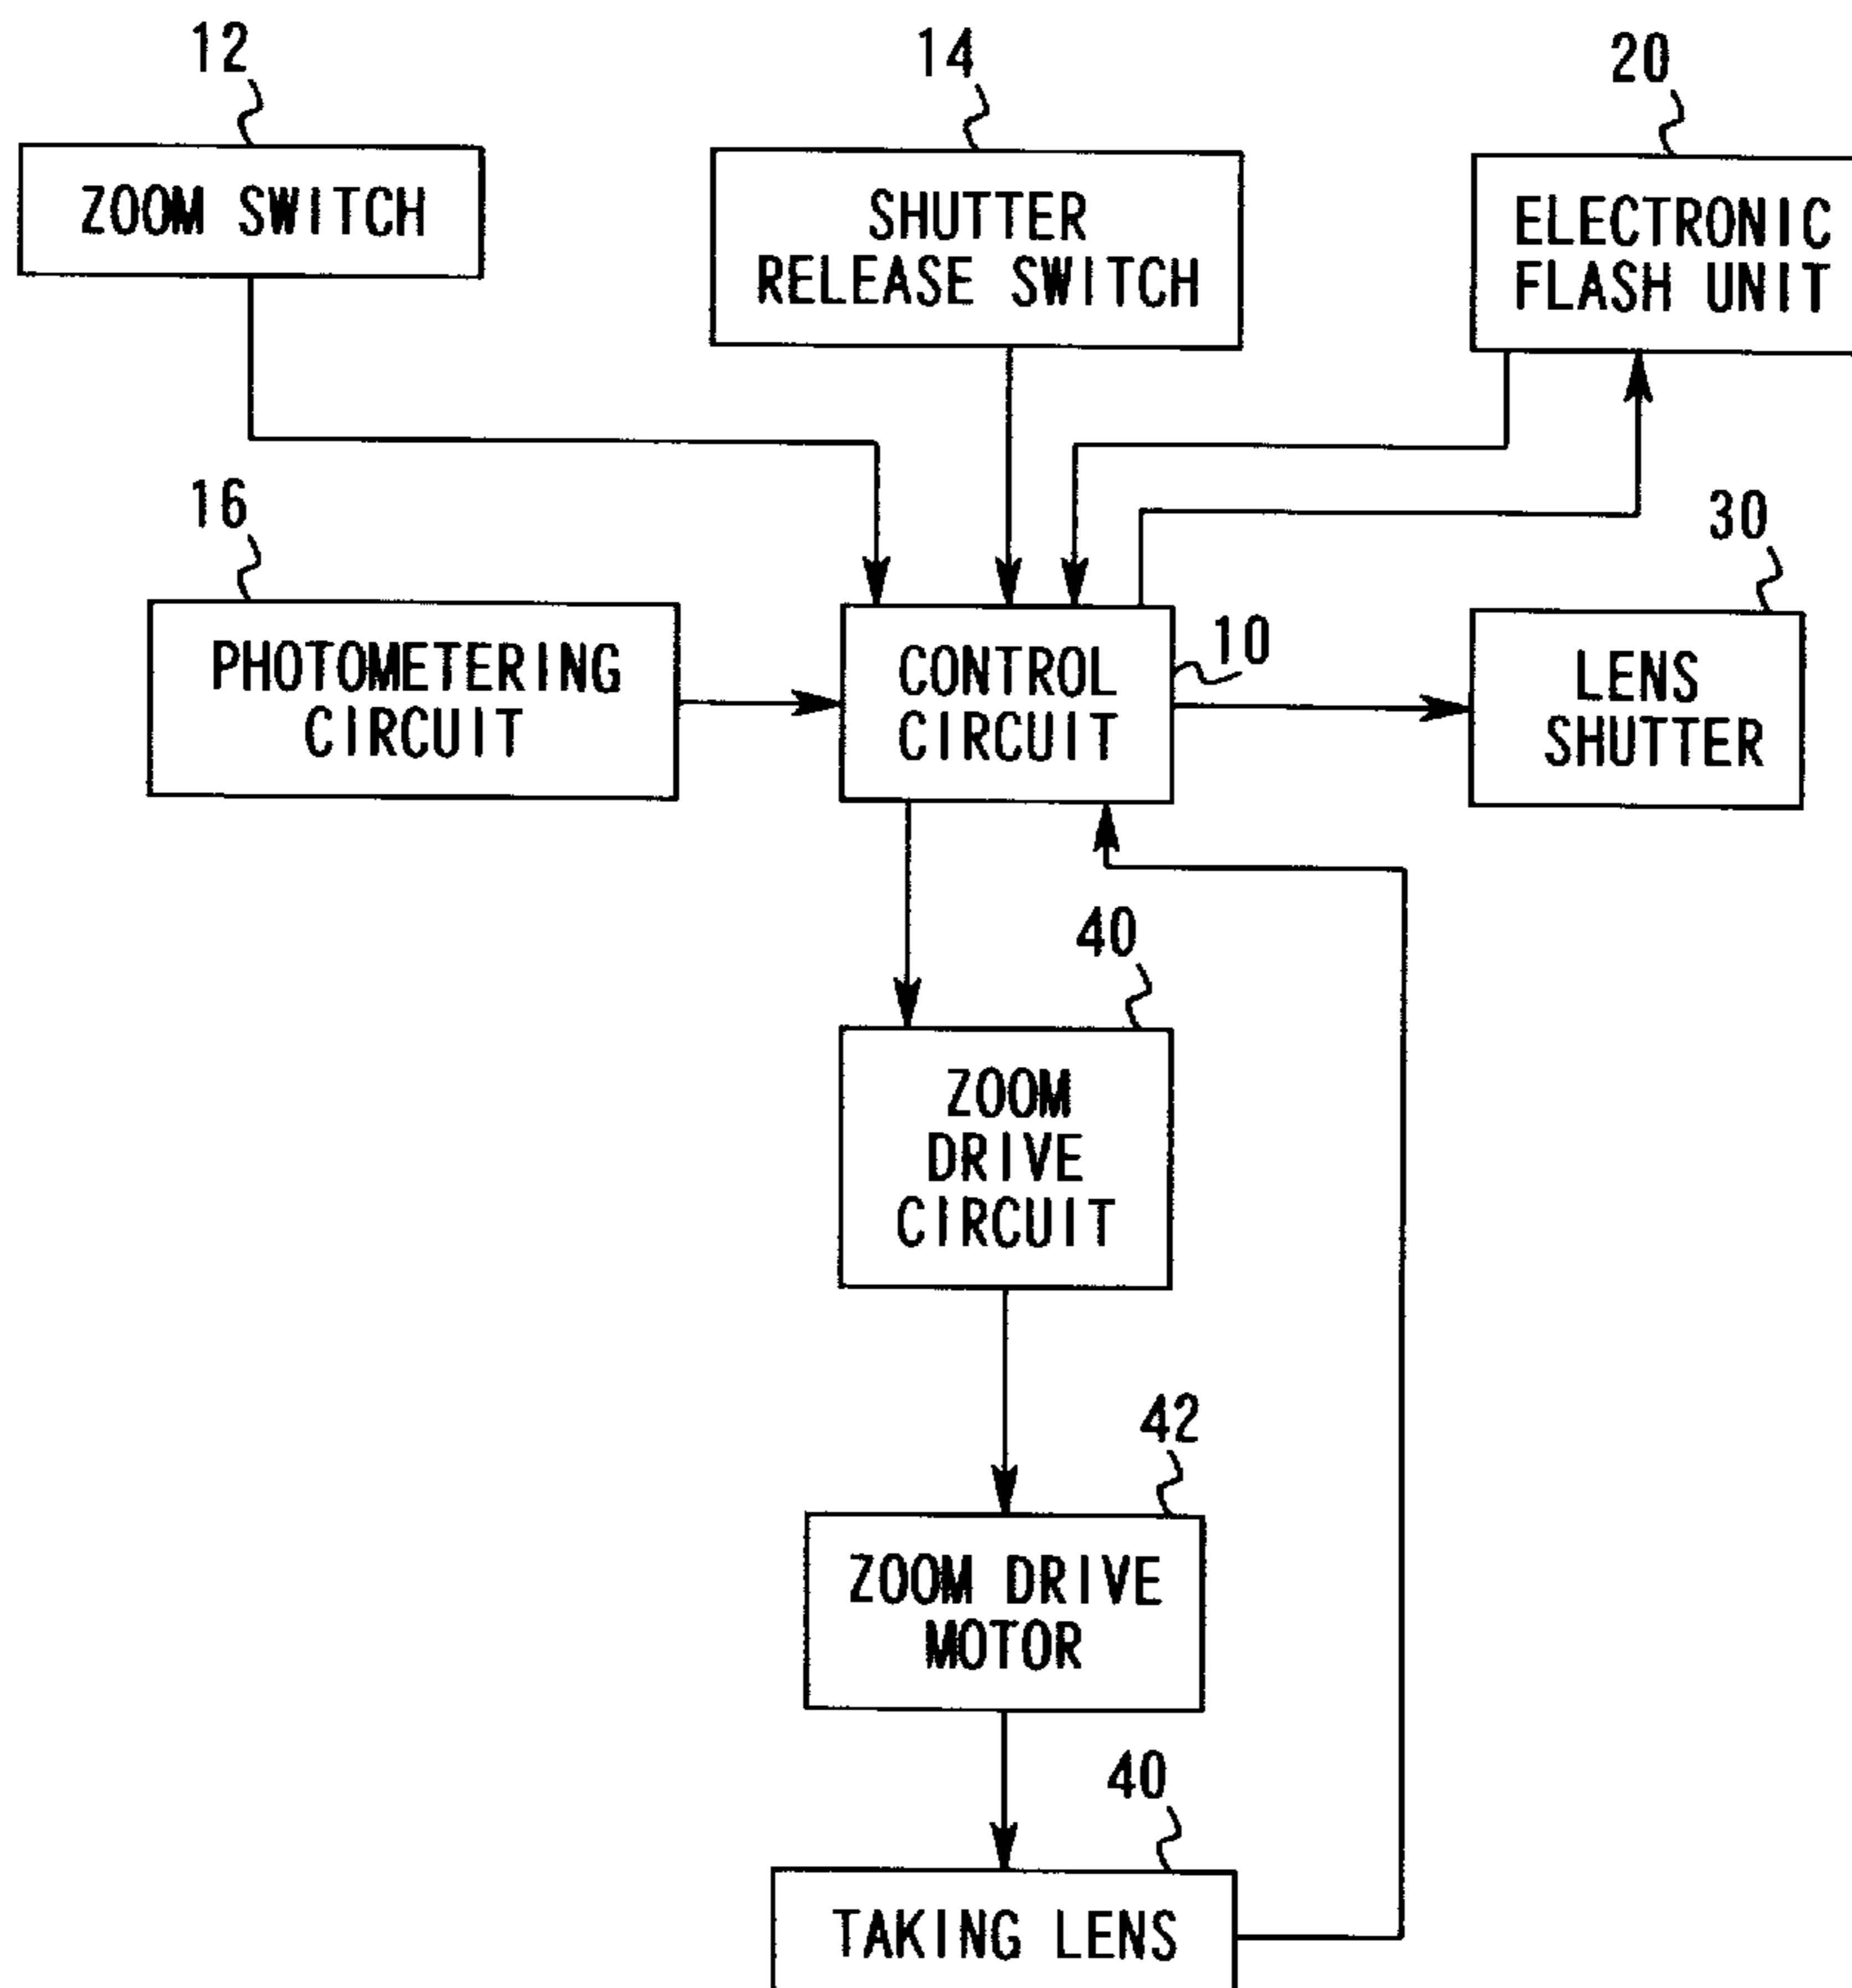 12
ZOOM SWITCH
14
SHUTTER
RELEASE SWITCH
20
ELECTRONIC
FLASH UNIT
16
PHOTOMETERING
CIRCUIT
10
CONTROL
CIRCUIT
30
LENS
SHUTTER
40
ZOOM
DRIVE
CIRCUIT
42
ZOOM DRIVE
MOTOR
40
TAKING LENS